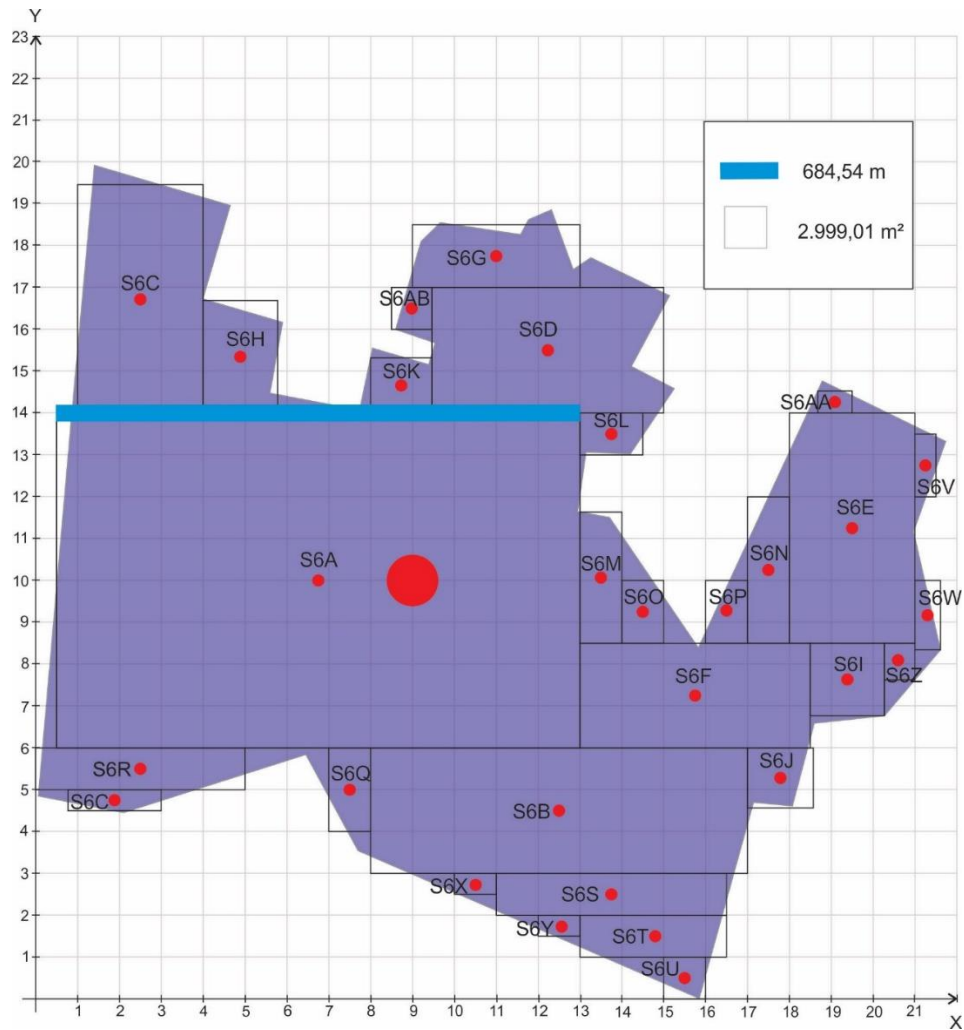 Y
23
22
21
20
19
18
17
16
15
14
13
12
11
10
9
8
7
6
5
4
3
2
1
684,54 m
2.999,01 m²
S6C
S6G
S6AB
S6H
S6D
S6K
S6AA
S6L
S6V
S6E
S6N
S6A
S6M
S6O
S6P
S6W
S6F
S6I
S6Z
S6R
S6Q
S6J
S6C
S6B
S6X
S6S
S6Y
S6T
S6U
1 2 3 4 5 6 7 8 9 10 11 12 13 14 15 16 17 18 19 20 21
X